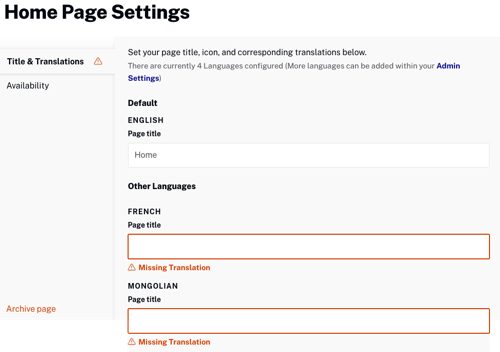 Home Page Settings
Title & Translations
Availability
Archive page
Set your page title, icon, and corresponding translations below.
There are currently 4 Languages configured (More languages can be added within your Admin
Settings)
Default
ENGLISH
Page title
Home
Other Languages
FRENCH
Page title
Missing Translation
MONGOLIAN
Page title
Missing Translation